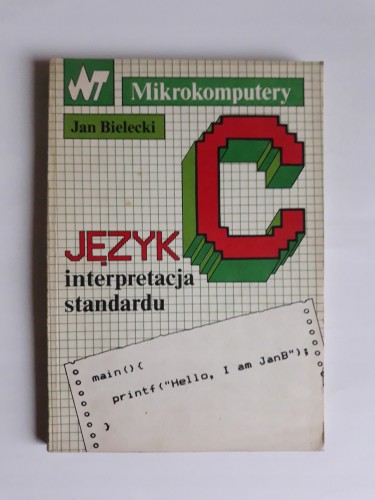 WT
Mikrokomputery
Jan Bielecki
JĘZYK C
interpretacja
standardu
main(){
printf("Hello, I am JanB");
}